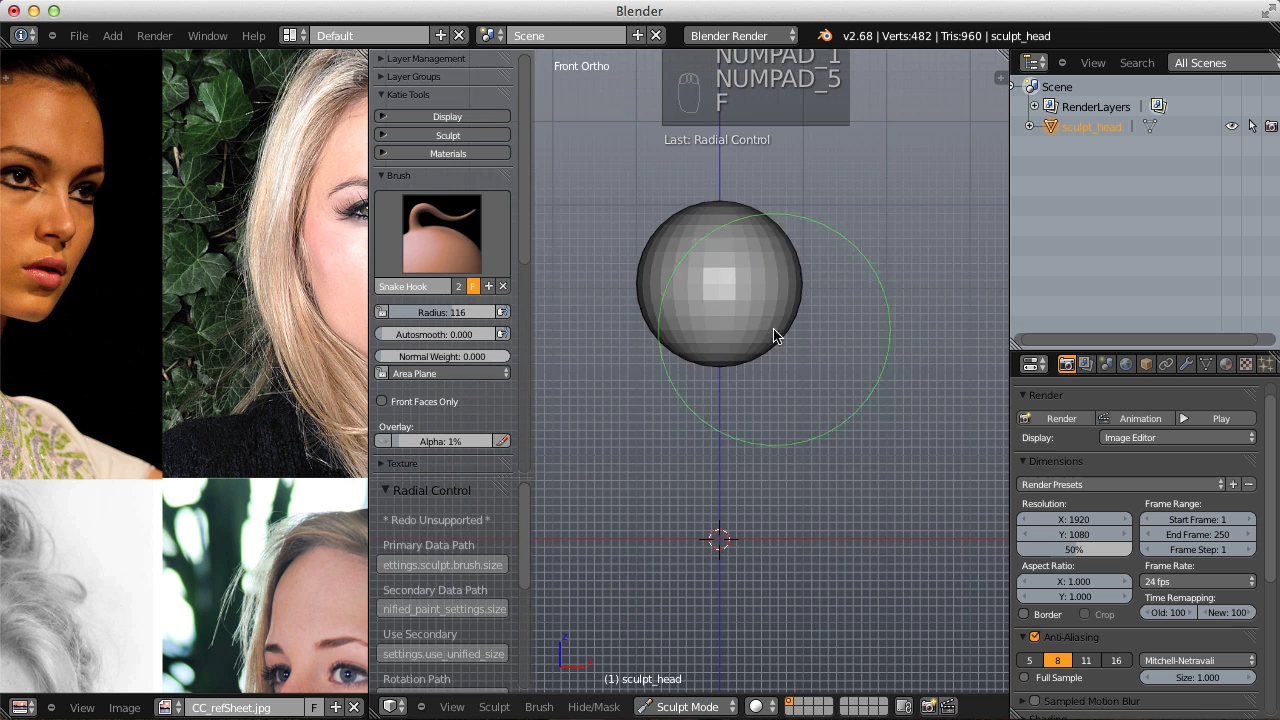 Blender
File Add Render Window Help Default Scene Blender Render v2.68 | Verts:482 | Tris:960 | sculpt_head
Layer Management
Layer Groups
Katie Tools
Display
Sculpt
Materials
Brush
Snake Hook 2 F
Radius: 116
Autosmooth: 0.000
Normal Weight: 0.000
Area Plane
Front Faces Only
Overlay:
Alpha: 1%
Texture
Radial Control
* Redo Unsupported *
Primary Data Path
ettings.sculpt.brush.size
Secondary Data Path
nified_paint_settings.size
Use Secondary
settings.use_unified_size
Rotation Path
Front Ortho
NUMPAD_1
NUMPAD_5
F
Last: Radial Control
z
(1) sculpt_head
View Search All Scenes
Scene
RenderLayers |
sculpt_head |
Render
Render Animation Play
Display: Image Editor
Dimensions
Render Presets
Resolution: Frame Range:
X: 1920 Start Frame: 1
Y: 1080 End Frame: 250
50% Frame Step: 1
Aspect Ratio: Frame Rate:
X: 1.000 24 fps
Y: 1.000 Time Remapping:
Border Crop Old: 100 New: 100
Anti-Aliasing
5 8 11 16 Mitchell-Netravali
Full Sample Size: 1.000
Sampled Motion Blur
View Image CC_refSheet.jpg F
View Sculpt Brush Hide/Mask Sculpt Mode